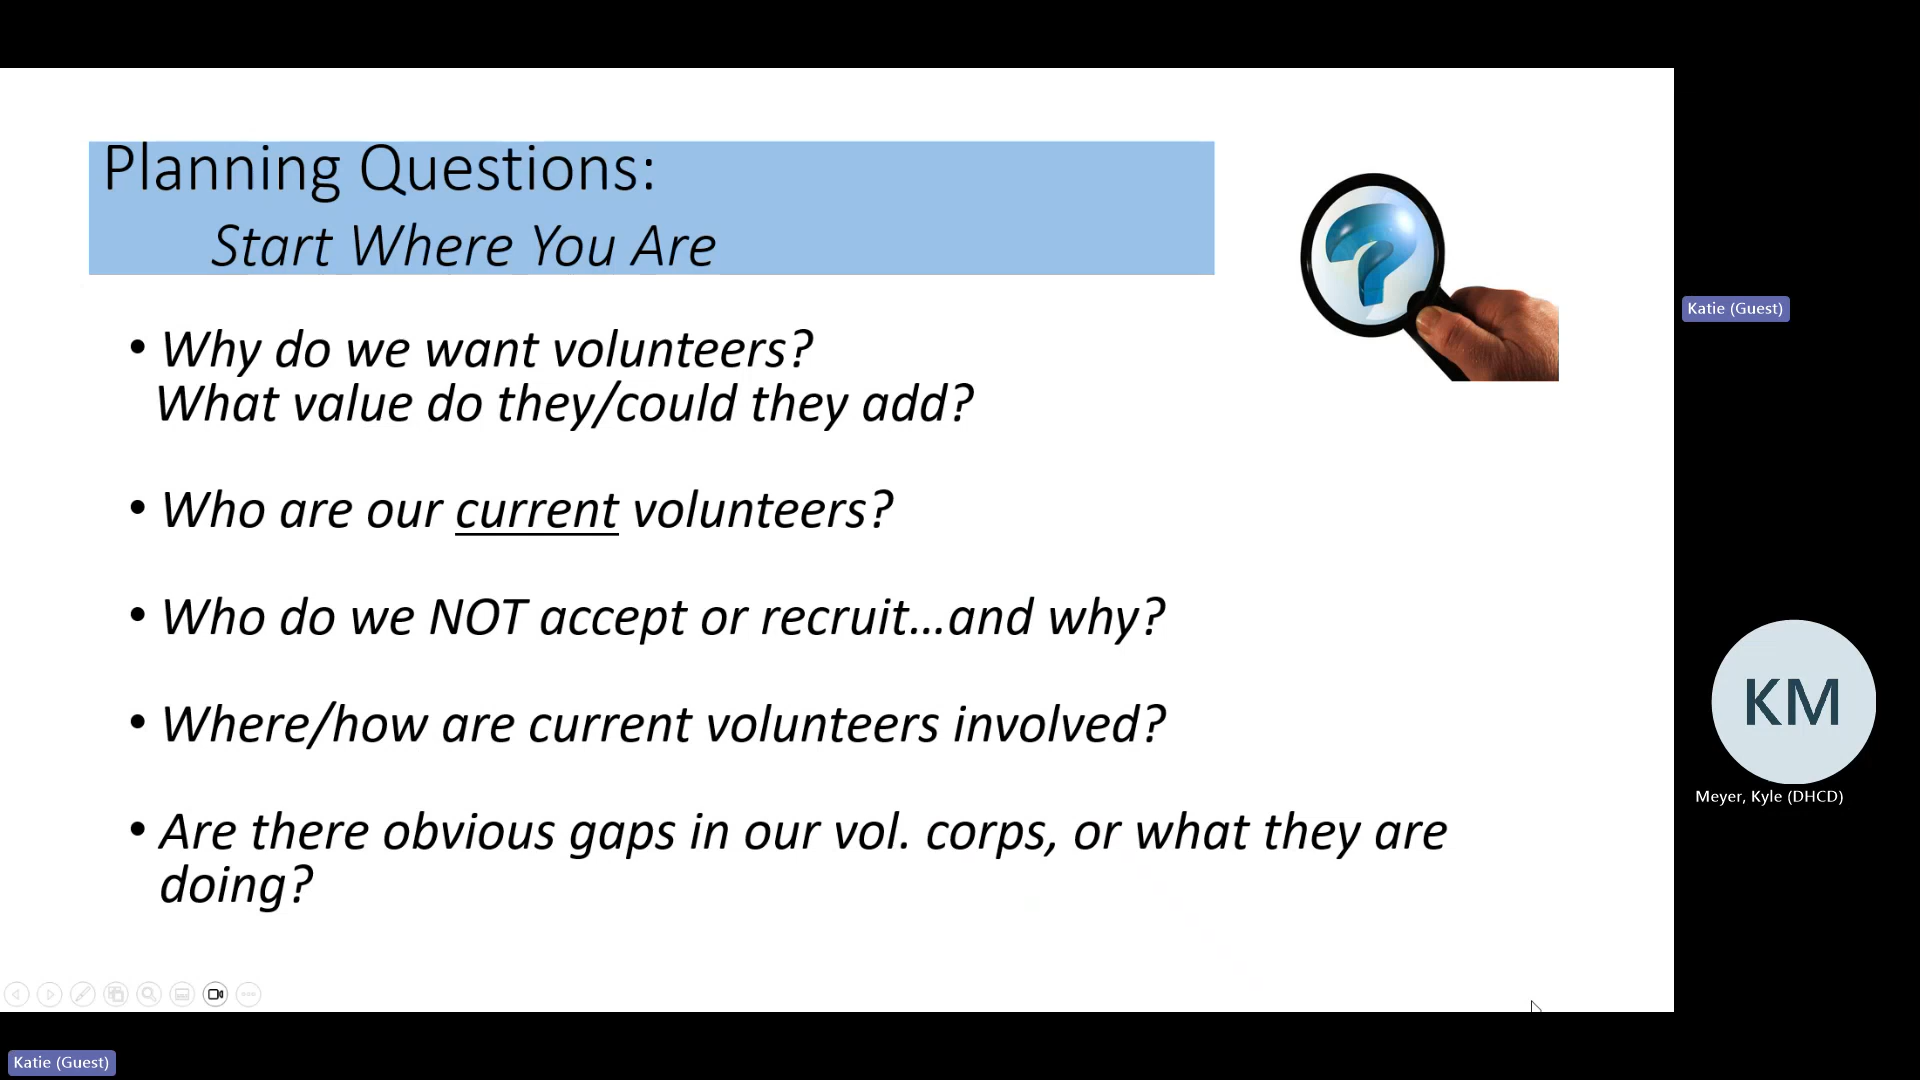 Planning Questions:
Start Where You Are
• Why do we want volunteers?
What value do they/could they add?
• Who are our current volunteers?
• Who do we NOT accept or recruit...and why?
• Where/how are current volunteers involved?
• Are there obvious gaps in our vol. corps, or what they are
doing?
Katie (Guest)
KM
Meyer, Kyle (DHCD)
Katie (Guest)